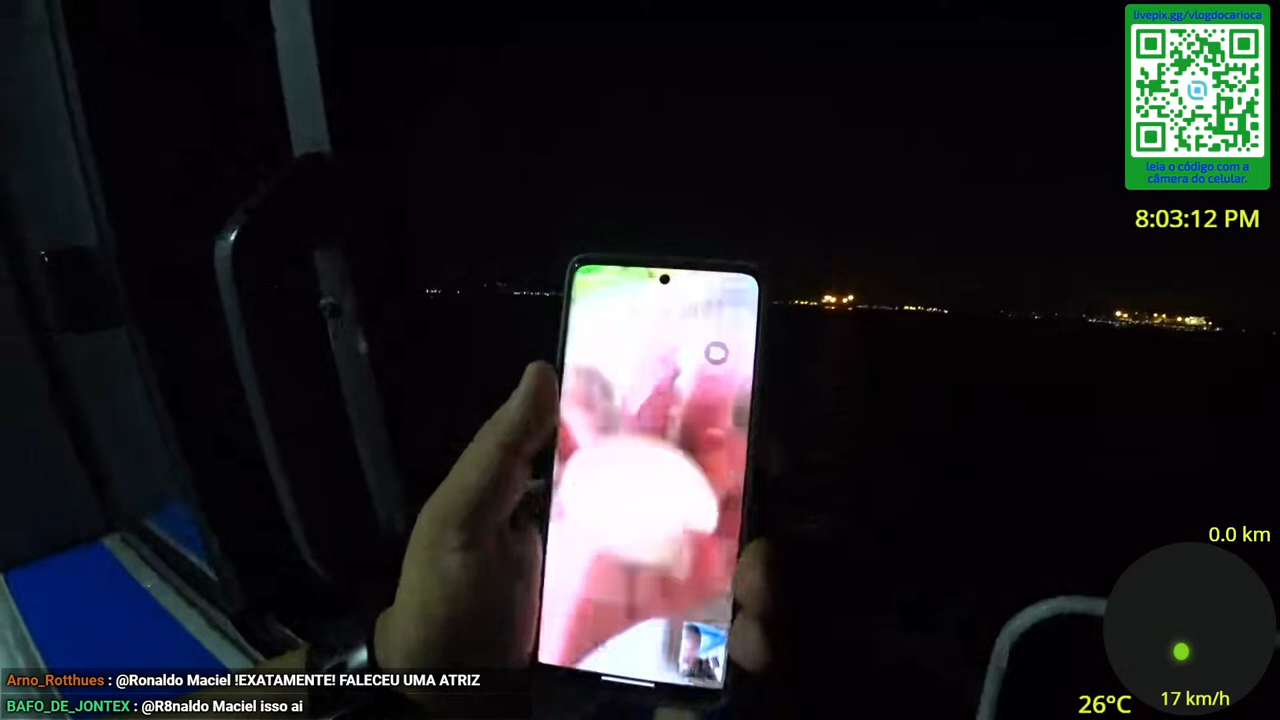 livepix.gg/vlogdocarioca
leia o código com a
câmera do celular.
8:03:12 PM
0.0 km
17 km/h
26°C
Arno_Rotthues : @Ronaldo Maciel !EXATAMENTE! FALECEU UMA ATRIZ
BAFO_DE_JONTEX : @R8naldo Maciel isso ai